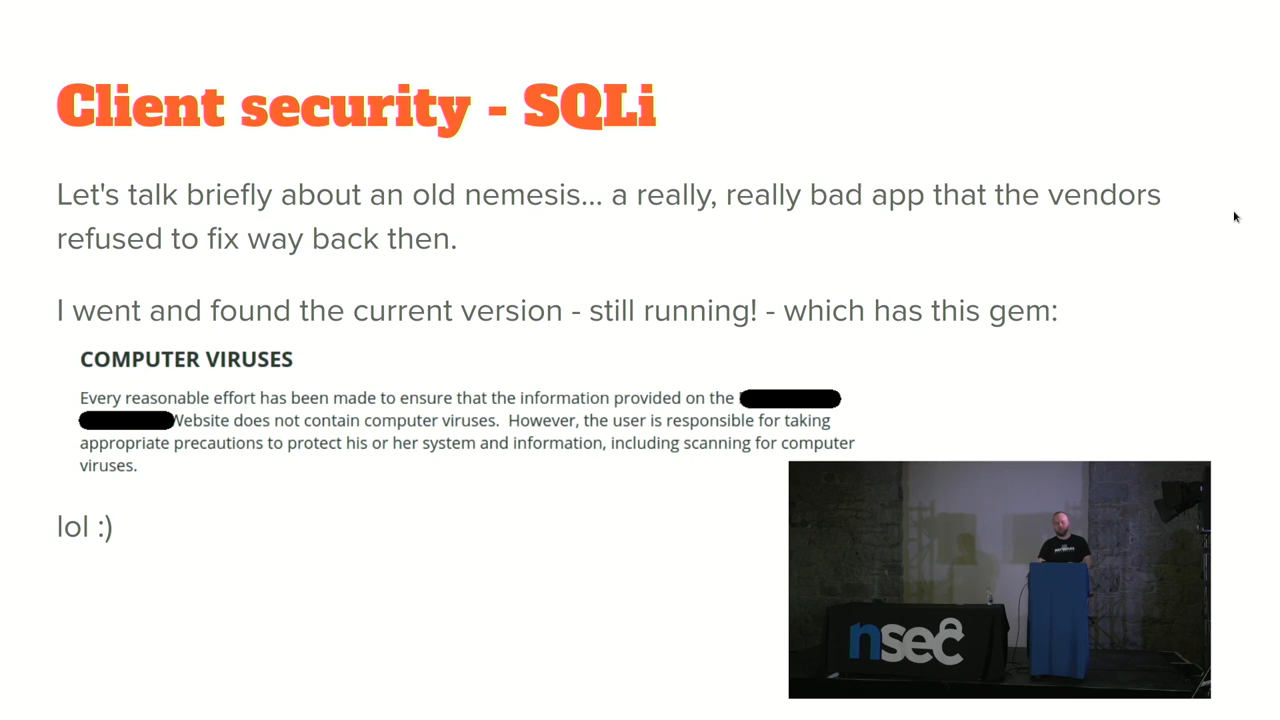 Client security - SQLi
Let's talk briefly about an old nemesis... a really, really bad app that the vendors
refused to fix way back then.
I went and found the current version - still running! - which has this gem:
COMPUTER VIRUSES
Every reasonable effort has been made to ensure that the information provided on the
Website does not contain computer viruses. However, the user is responsible for taking
appropriate precautions to protect his or her system and information, including scanning for computer
viruses.
lol :)
nsec